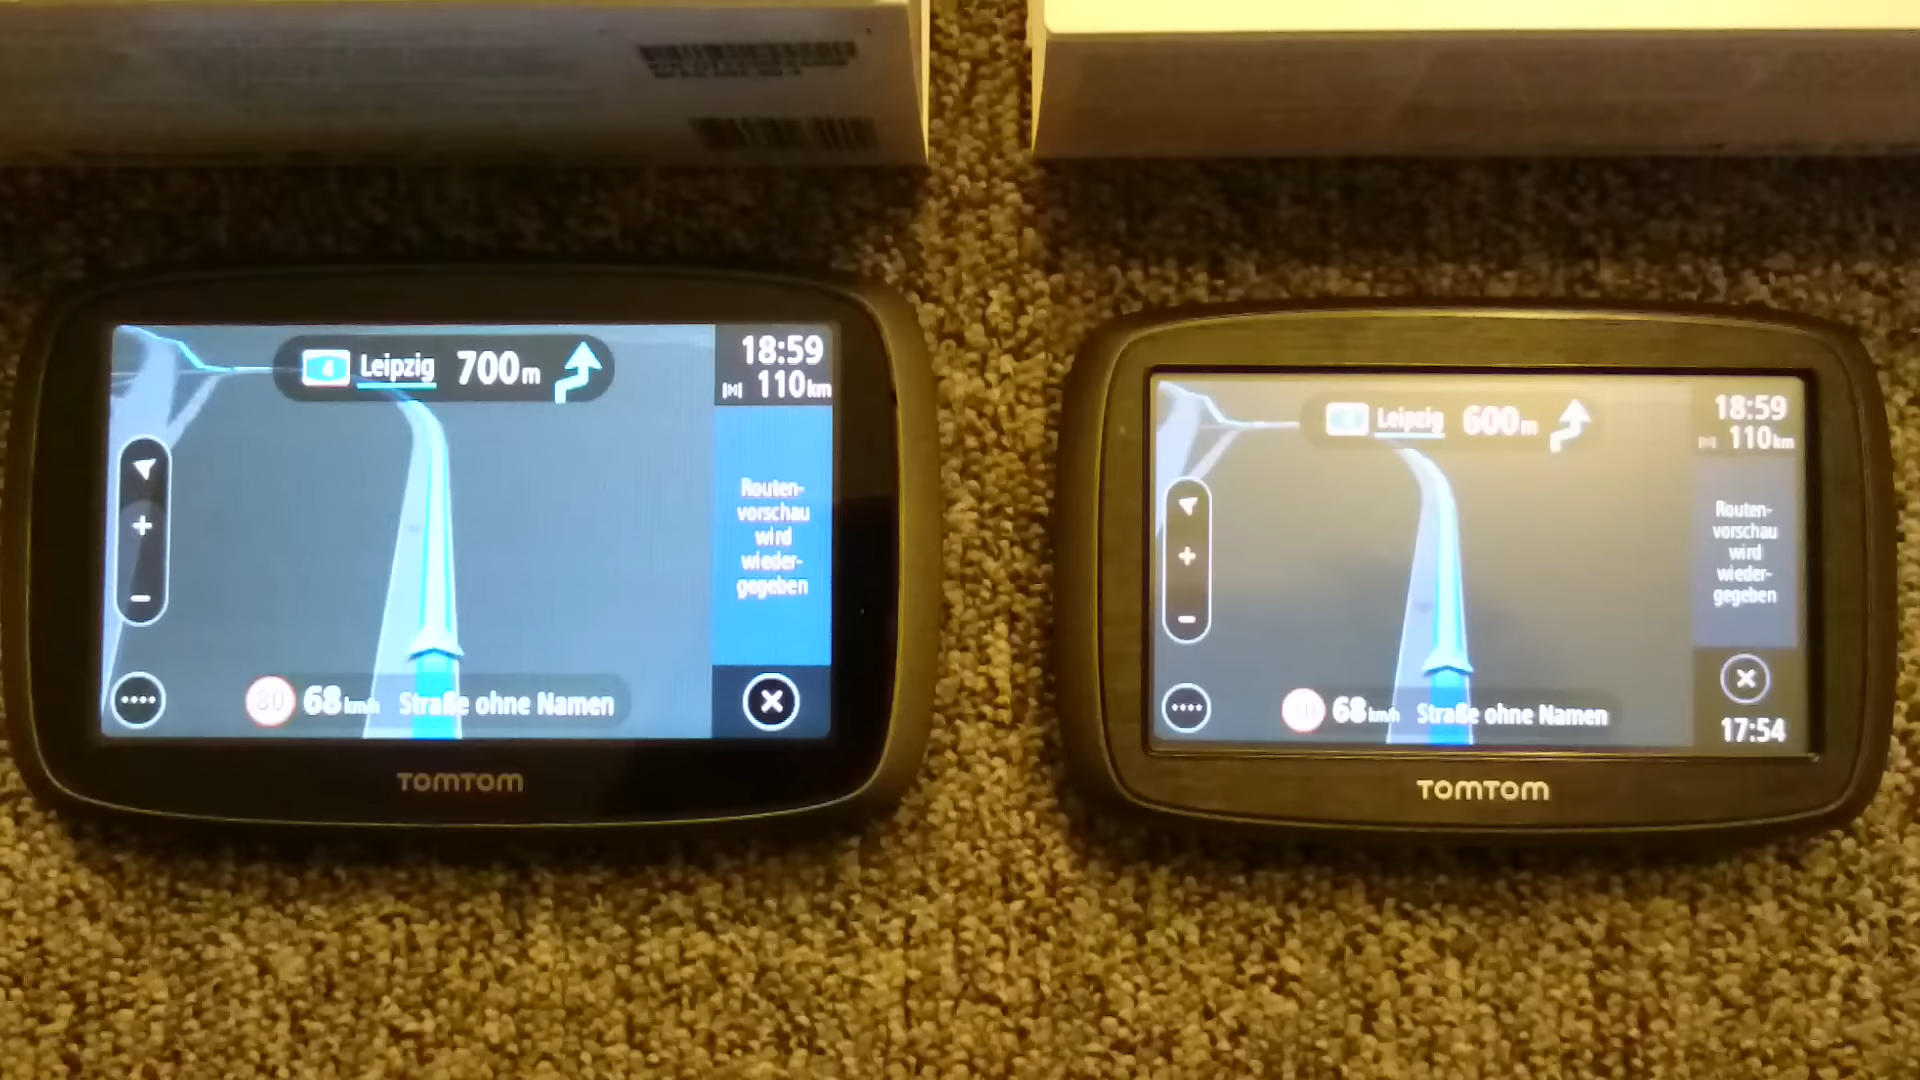 4 Leipzig 700m
18:59
110km
Routen-
vorschau
wird
wieder-
gegeben
80 68km/h Straße ohne Namen
TOMTOM
Leipzig 600m
18:59
110km
Routen-
vorschau
wird
wieder-
gegeben
68km/h Straße ohne Namen
17:54
TOMTOM